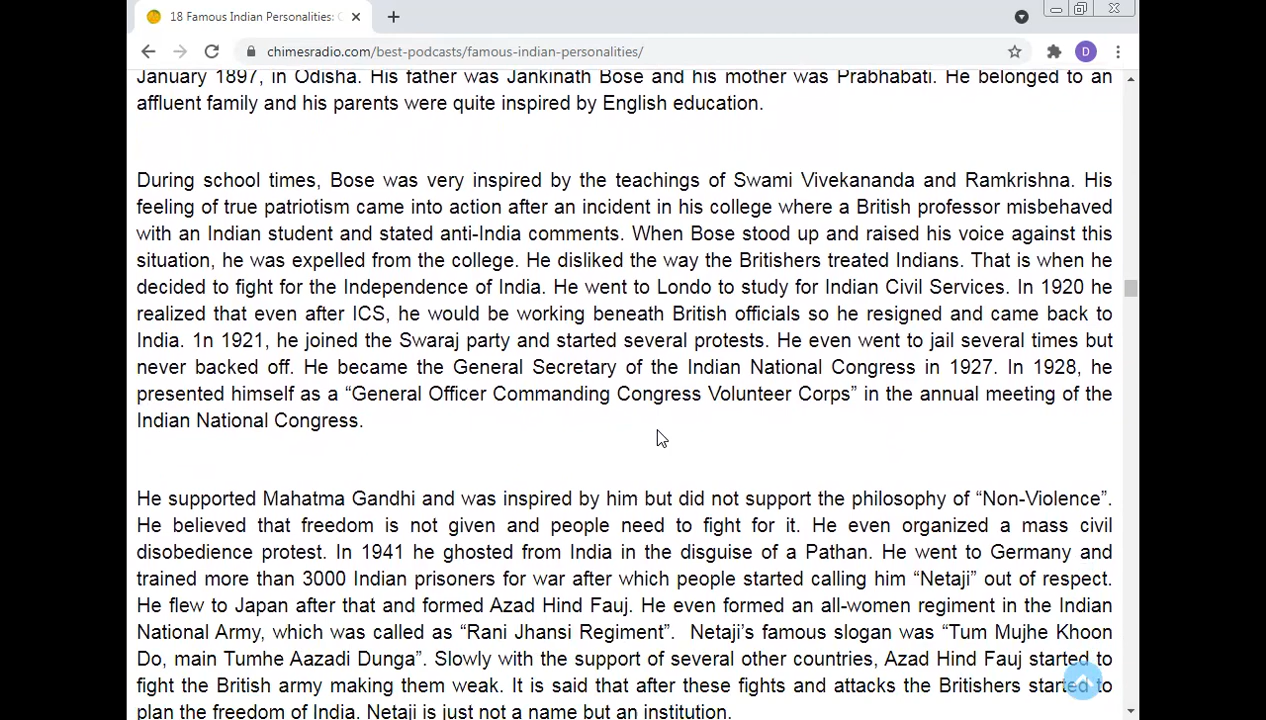 18 Famous Indian Personalities:
chimesradio.com/best-podcasts/famous-indian-personalities/
D
January 1897, in Odisha. His father was Jankinath Bose and his mother was Prabhabati. He belonged to an
affluent family and his parents were quite inspired by English education.
During school times, Bose was very inspired by the teachings of Swami Vivekananda and Ramkrishna. His
feeling of true patriotism came into action after an incident in his college where a British professor misbehaved
with an Indian student and stated anti-India comments. When Bose stood up and raised his voice against this
situation, he was expelled from the college. He disliked the way the Britishers treated Indians. That is when he
decided to fight for the Independence of India. He went to Londo to study for Indian Civil Services. In 1920 he
realized that even after ICS, he would be working beneath British officials so he resigned and came back to
India. 1n 1921, he joined the Swaraj party and started several protests. He even went to jail several times but
never backed off. He became the General Secretary of the Indian National Congress in 1927. In 1928, he
presented himself as a “General Officer Commanding Congress Volunteer Corps” in the annual meeting of the
Indian National Congress.
He supported Mahatma Gandhi and was inspired by him but did not support the philosophy of “Non-Violence”.
He believed that freedom is not given and people need to fight for it. He even organized a mass civil
disobedience protest. In 1941 he ghosted from India in the disguise of a Pathan. He went to Germany and
trained more than 3000 Indian prisoners for war after which people started calling him “Netaji” out of respect.
He flew to Japan after that and formed Azad Hind Fauj. He even formed an all-women regiment in the Indian
National Army, which was called as “Rani Jhansi Regiment”. Netaji’s famous slogan was “Tum Mujhe Khoon
Do, main Tumhe Aazadi Dunga”. Slowly with the support of several other countries, Azad Hind Fauj started to
fight the British army making them weak. It is said that after these fights and attacks the Britishers started to
plan the freedom of India. Netaji is just not a name but an institution.